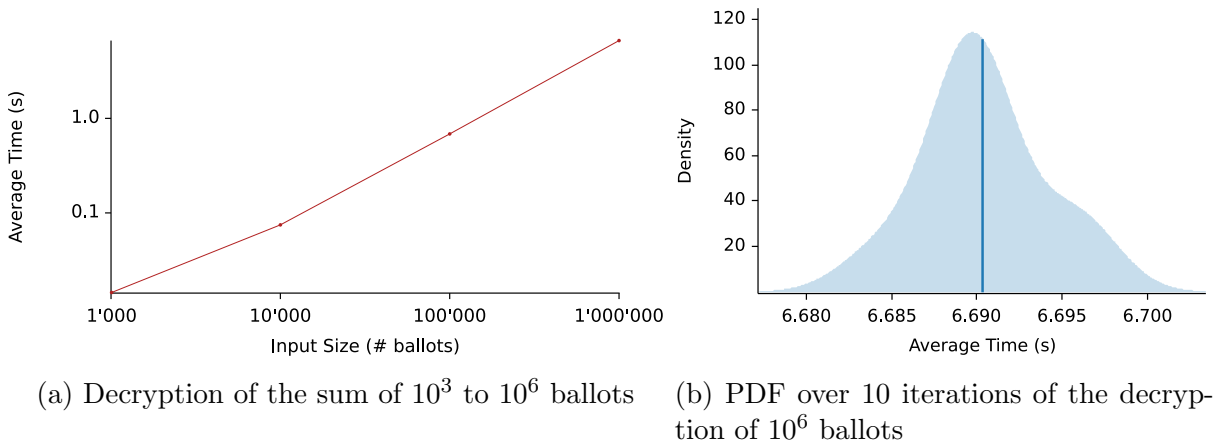 Average Time (s)
1.0
0.1
1'000
10'000
100'000
1'000'000
Input Size (# ballots)
(a) Decryption of the sum of 10³ to 10⁶ ballots
Density
120
100
80
60
40
20
6.680
6.685
6.690
6.695
6.700
Average Time (s)
(b) PDF over 10 iterations of the decryp-
tion of 10⁶ ballots